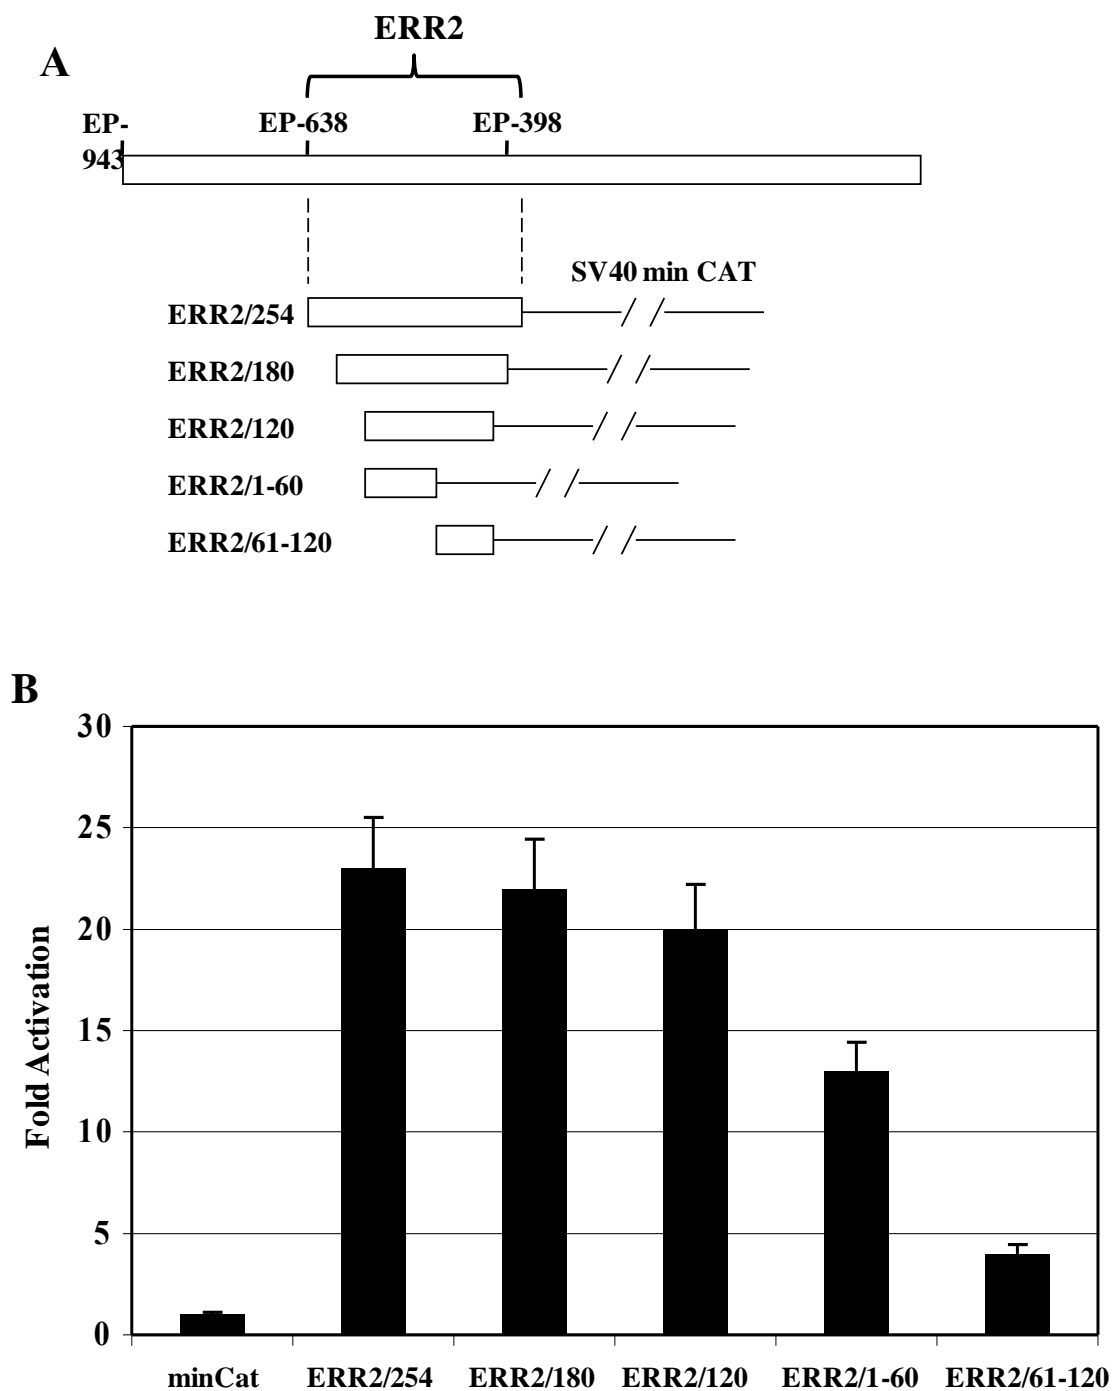 A
ERR2
EP-
943
EP-638
EP-398
SV40 min CAT
ERR2/254
ERR2/180
ERR2/120
ERR2/1-60
ERR2/61-120
B
Fold Activation
30
25
20
15
10
5
0
minCat
ERR2/254
ERR2/180
ERR2/120
ERR2/1-60
ERR2/61-120